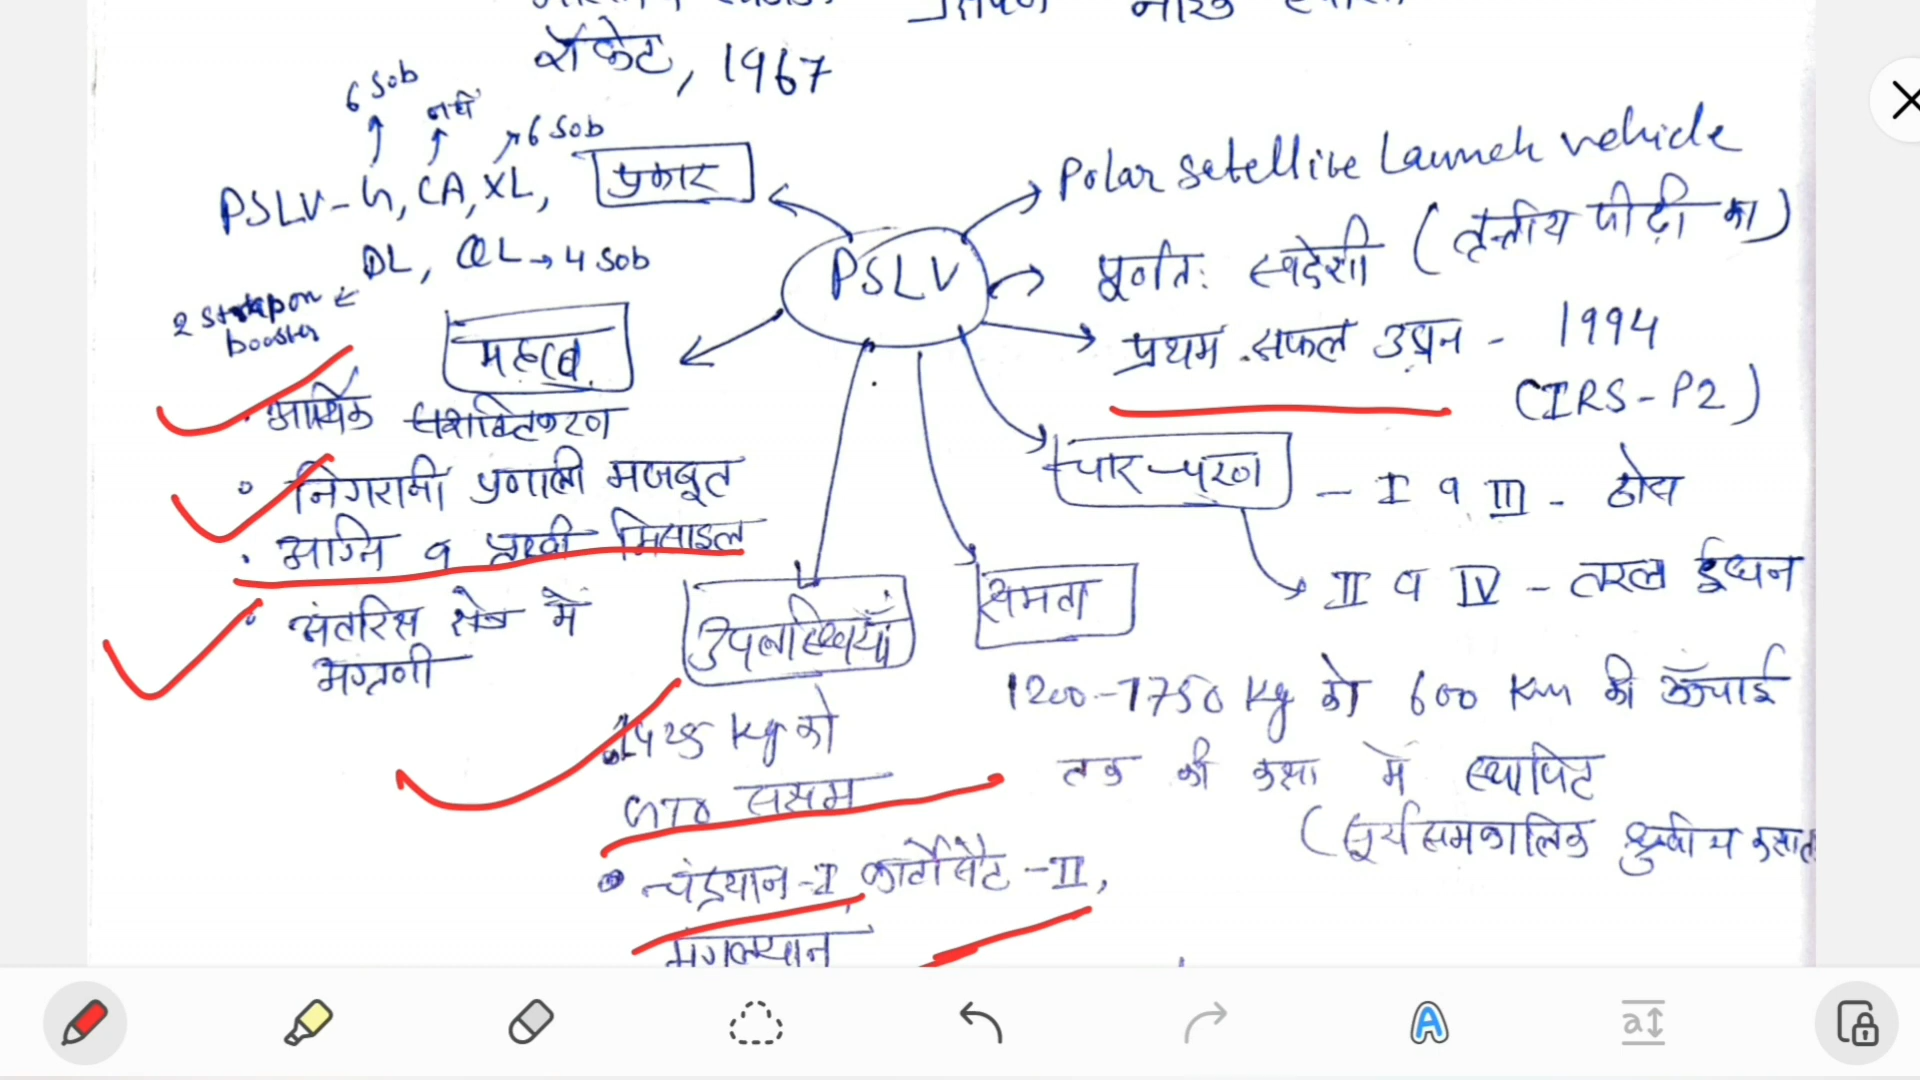 रॉकेट, 1967
6 Sob
नहीं
6 Sob
PSLV-G, CA, XL,
प्रकार
DL, QL → 4 Sob
2 strapon
booster
PSLV
Polar Satellite Launch vehicle
पूर्णतः स्वदेशी (तृतीय पीढ़ी का)
प्रथम सफल उड़ान - 1994
(IRS-P2)
चार-चरण - I व III - ठोस
II व IV - तरल ईंधन
महत्व
आर्थिक सशक्तिकरण
निगरानी प्रणाली मजबूत
अग्नि व पृथ्वी मिसाइल
अंतरिक्ष क्षेत्र में
अग्रणी
उपलब्धियाँ
1425 kg को
GTO सक्षम
चंद्रयान-I, कार्टोसैट-II,
मंगलयान
क्षमता
1200-1750 kg को 600 Km की ऊँचाई
तक की कक्षा में स्थापित
(सूर्यसमकालिक ध्रुवीय